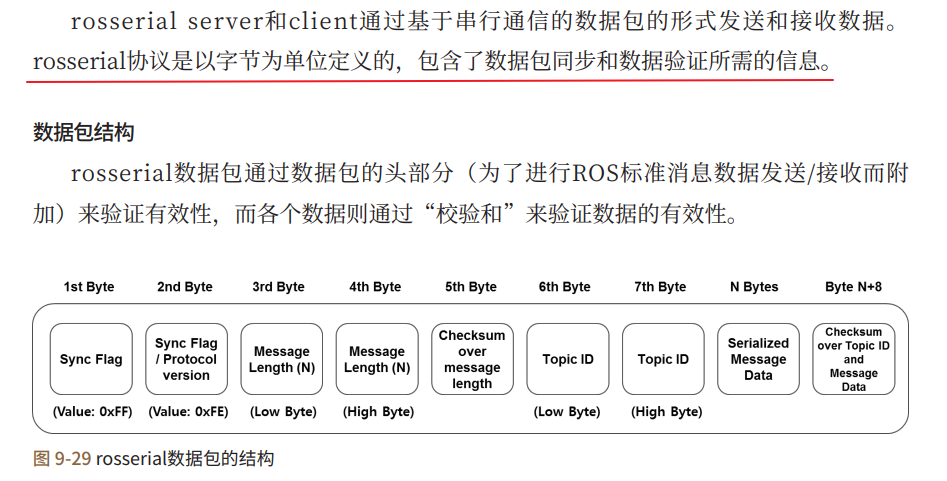 rosserial server和client通过基于串行通信的数据包的形式发送和接收数据。
rosserial协议是以字节为单位定义的，包含了数据包同步和数据验证所需的信息。
数据包结构
rosserial数据包通过数据包的头部分（为了进行ROS标准消息数据发送/接收而附
加）来验证有效性，而各个数据则通过“校验和”来验证数据的有效性。
1st Byte 2nd Byte 3rd Byte 4th Byte 5th Byte 6th Byte 7th Byte N Bytes Byte N+8
Sync Flag
Sync Flag
/ Protocol
version
Message
Length (N)
Message
Length (N)
Checksum
over
message
length
Topic ID
Topic ID
Serialized
Message
Data
Checksum
over Topic ID
and
Message
Data
(Value: 0xFF) (Value: 0xFE) (Low Byte) (High Byte) (Low Byte) (High Byte)
图 9-29 rosserial数据包的结构